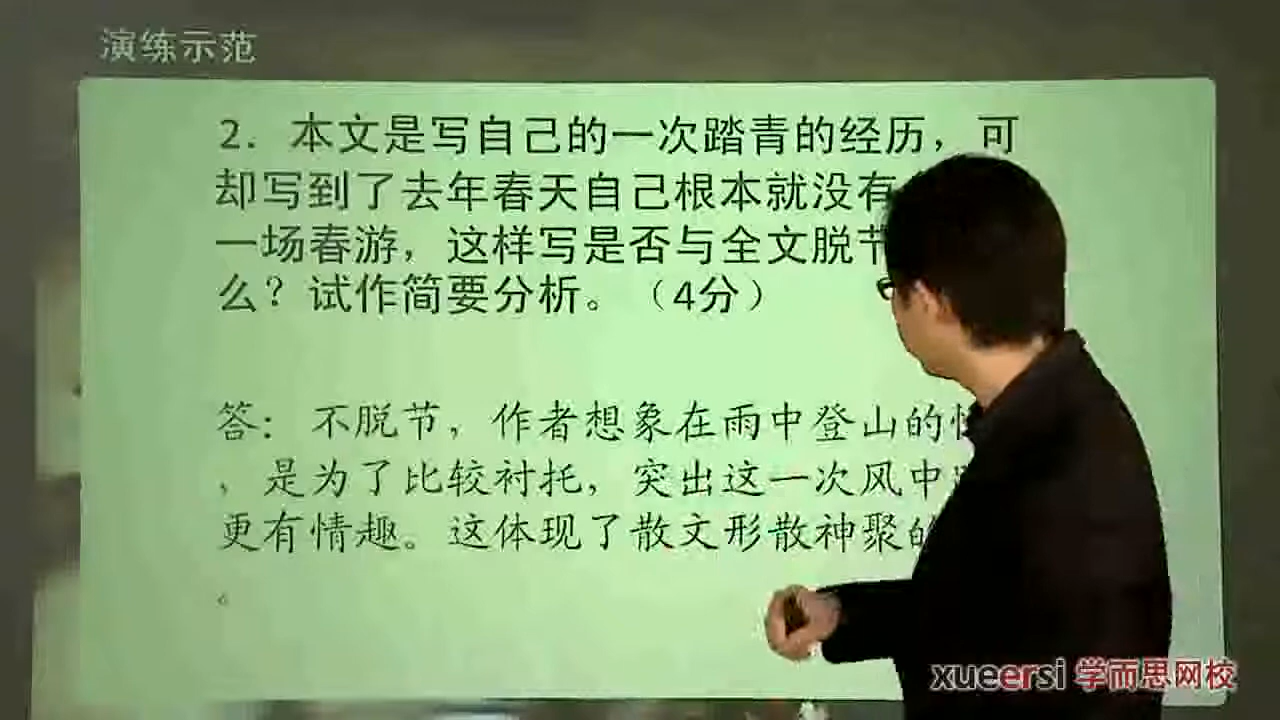 演练示范
2．本文是写自己的一次踏青的经历，可
却写到了去年春天自己根本就没有
一场春游，这样写是否与全文脱节
么？试作简要分析。（4分）
答：不脱节，作者想象在雨中登山的
，是为了比较衬托，突出这一次风中
更有情趣。这体现了散文形散神聚的
。
xueersi 学而思网校